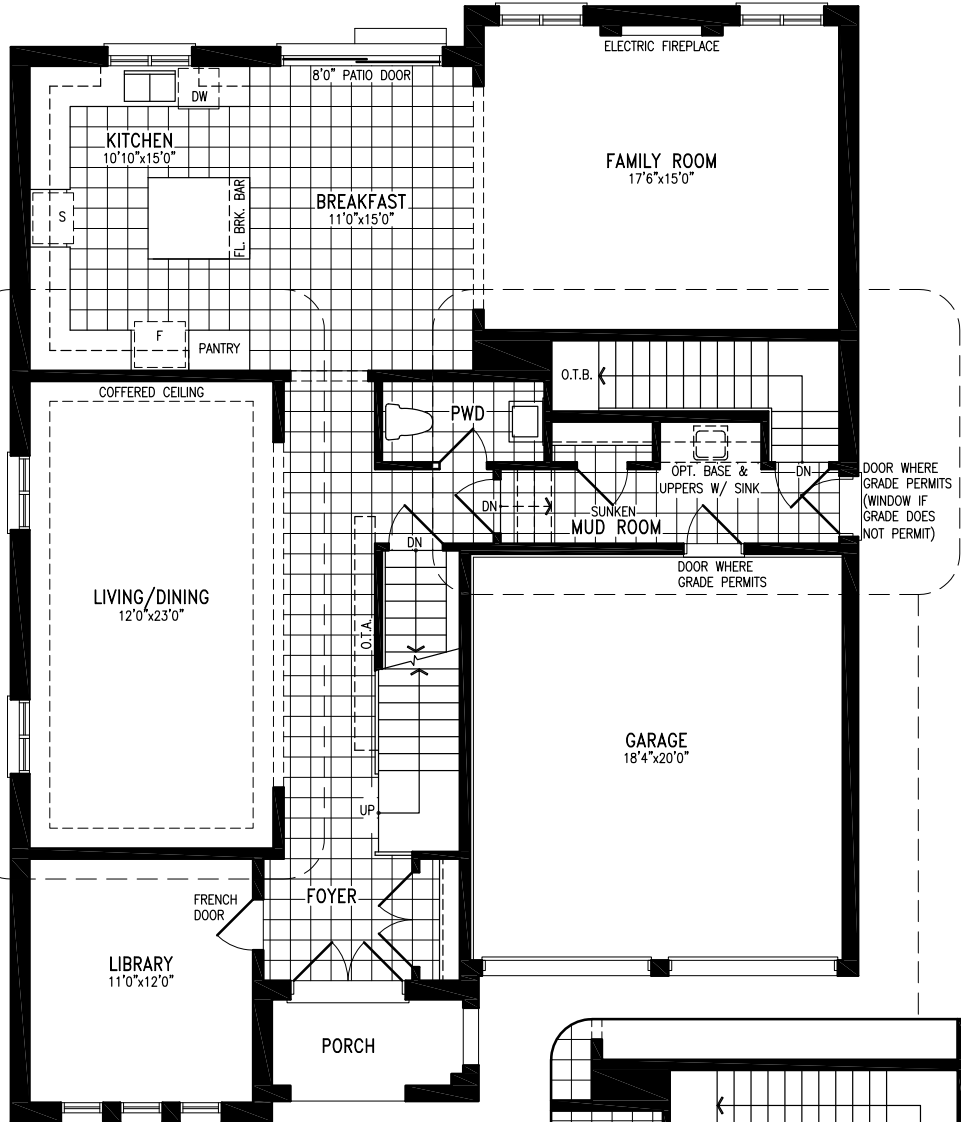 ELECTRIC FIREPLACE
8'0" PATIO DOOR
DW
KITCHEN
10'10"x15'0"
FAMILY ROOM
17'6"x15'0"
BREAKFAST
11'0"x15'0"
S
FL. BRK. BAR
F
PANTRY
COFFERED CEILING
O.T.B.
PWD
OPT. BASE &
UPPERS W/ SINK
DN
DOOR WHERE
GRADE PERMITS
(WINDOW IF
GRADE DOES
NOT PERMIT)
DN
SUNKEN
MUD ROOM
DN
DOOR WHERE
GRADE PERMITS
LIVING/DINING
12'0"x23'0"
O.T.A.
GARAGE
18'4"x20'0"
UP
FRENCH
DOOR
FOYER
LIBRARY
11'0"x12'0"
PORCH